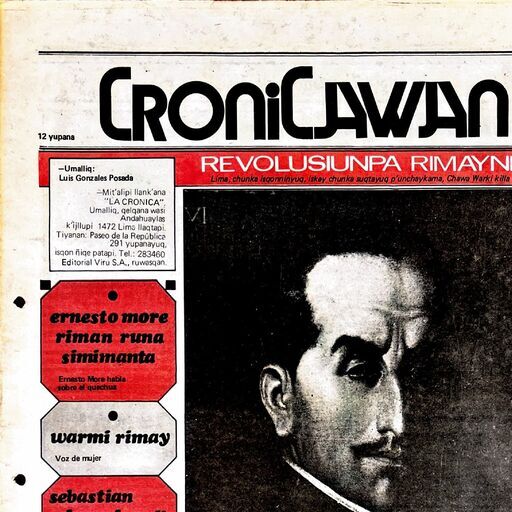 CRONICAWAN
12 yupana
REVOLUSIUNPA RIMAYNI
Lima, chunka isqonniyuq, iskay chunka suqtayuq p'unchaykama, Chawa Warki killa
—Umalliq:
Luis Gonzales Posada
—Mit'alipi llank'ana
"LA CRONICA",
Umalliq, qelqana wasi
Andahuaylas
k'ijllupi 1472 Lima llaqtapi.
Tiyanan: Paseo de la República
291 yupanayuq,
isqon ñiqe patapi. Tel.: 283460
Editorial Viru S.A., ruwasqan.
VI
ernesto more
riman runa
simimanta
Ernesto More habla
sobre el quechua
warmi rimay
Voz de mujer
sebastian